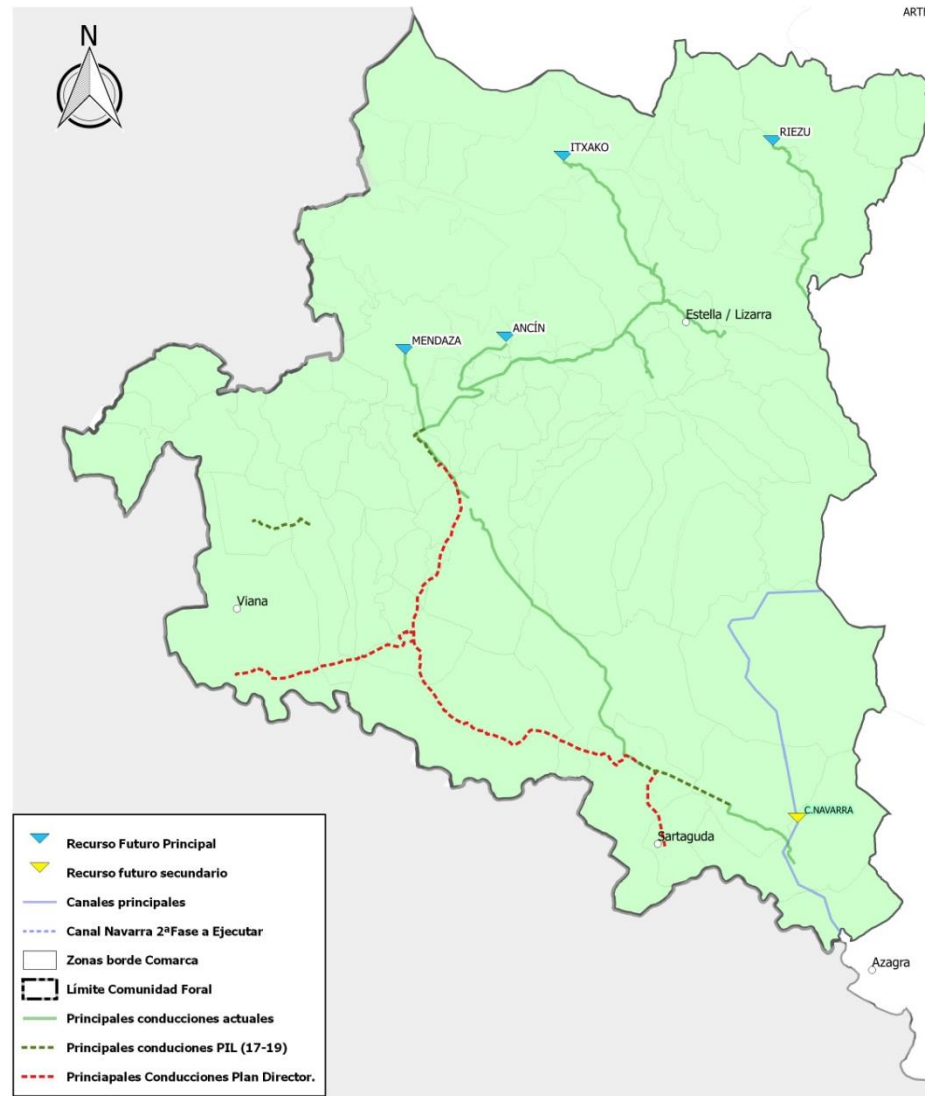 ARTI
N
RIEZU
ITXAKO
Estella / Lizarra
ANCÍN
MENDAZA
Viana
C.NAVARRA
Sartaguda
Azagra
Recurso Futuro Principal
Recurso futuro secundario
Canales principales
Canal Navarra 2ªFase a Ejecutar
Zonas borde Comarca
Límite Comunidad Foral
Principales conducciones actuales
Principales conduciones PIL (17-19)
Princiapales Conducciones Plan Director.